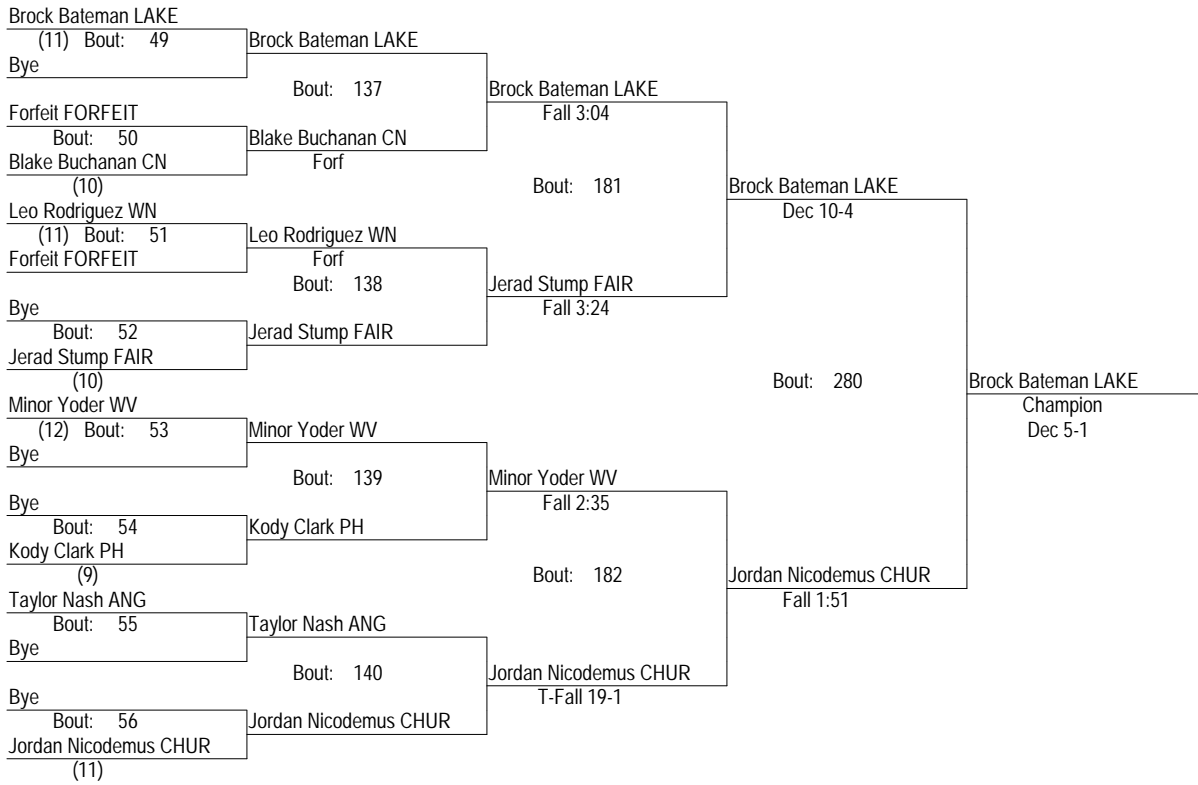 Brock Bateman LAKE
(11) Bout: 49
Bye
Forfeit FORFEIT
Bout: 50
Blake Buchanan CN
(10)
Leo Rodriguez WN
(11) Bout: 51
Forfeit FORFEIT
Bye
Bout: 52
Jerad Stump FAIR
(10)
Minor Yoder WV
(12) Bout: 53
Bye
Bye
Bout: 54
Kody Clark PH
(9)
Taylor Nash ANG
Bout: 55
Bye
Bye
Bout: 56
Jordan Nicodemus CHUR
(11)
Brock Bateman LAKE
Bout: 137
Blake Buchanan CN
Forf
Leo Rodriguez WN
Forf
Bout: 138
Jerad Stump FAIR
Minor Yoder WV
Bout: 139
Kody Clark PH
Taylor Nash ANG
Bout: 140
Jordan Nicodemus CHUR
Brock Bateman LAKE
Fall 3:04
Bout: 181
Jerad Stump FAIR
Fall 3:24
Minor Yoder WV
Fall 2:35
Bout: 182
Jordan Nicodemus CHUR
T-Fall 19-1
Brock Bateman LAKE
Dec 10-4
Bout: 280
Jordan Nicodemus CHUR
Fall 1:51
Brock Bateman LAKE
Champion
Dec 5-1